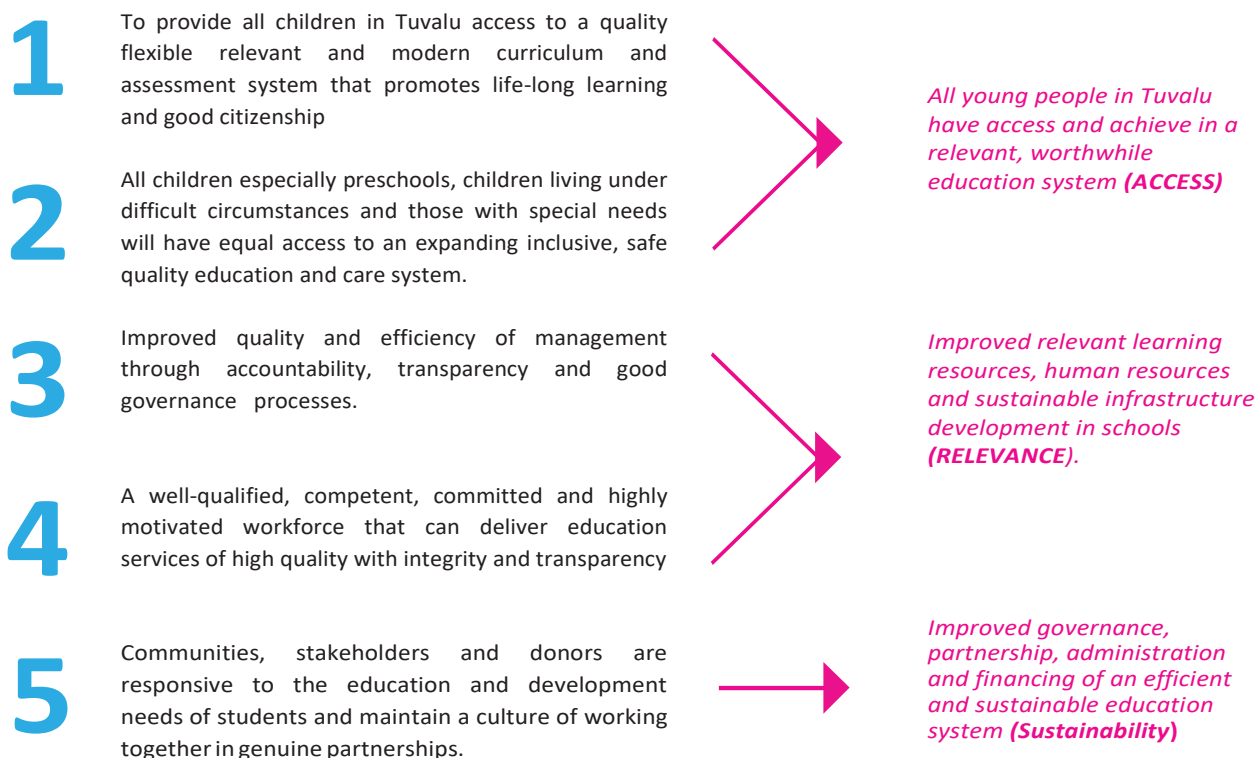 1
To provide all children in Tuvalu access to a quality
flexible relevant and modern curriculum and
assessment system that promotes life-long learning
and good citizenship
2
All children especially preschools, children living under
difficult circumstances and those with special needs
will have equal access to an expanding inclusive, safe
quality education and care system.
All young people in Tuvalu
have access and achieve in a
relevant, worthwhile
education system (ACCESS)
3
Improved quality and efficiency of management
through accountability, transparency and good
governance processes.
4
A well-qualified, competent, committed and highly
motivated workforce that can deliver education
services of high quality with integrity and transparency
Improved relevant learning
resources, human resources
and sustainable infrastructure
development in schools
(RELEVANCE).
5
Communities, stakeholders and donors are
responsive to the education and development
needs of students and maintain a culture of working
together in genuine partnerships.
Improved governance,
partnership, administration
and financing of an efficient
and sustainable education
system (Sustainability)